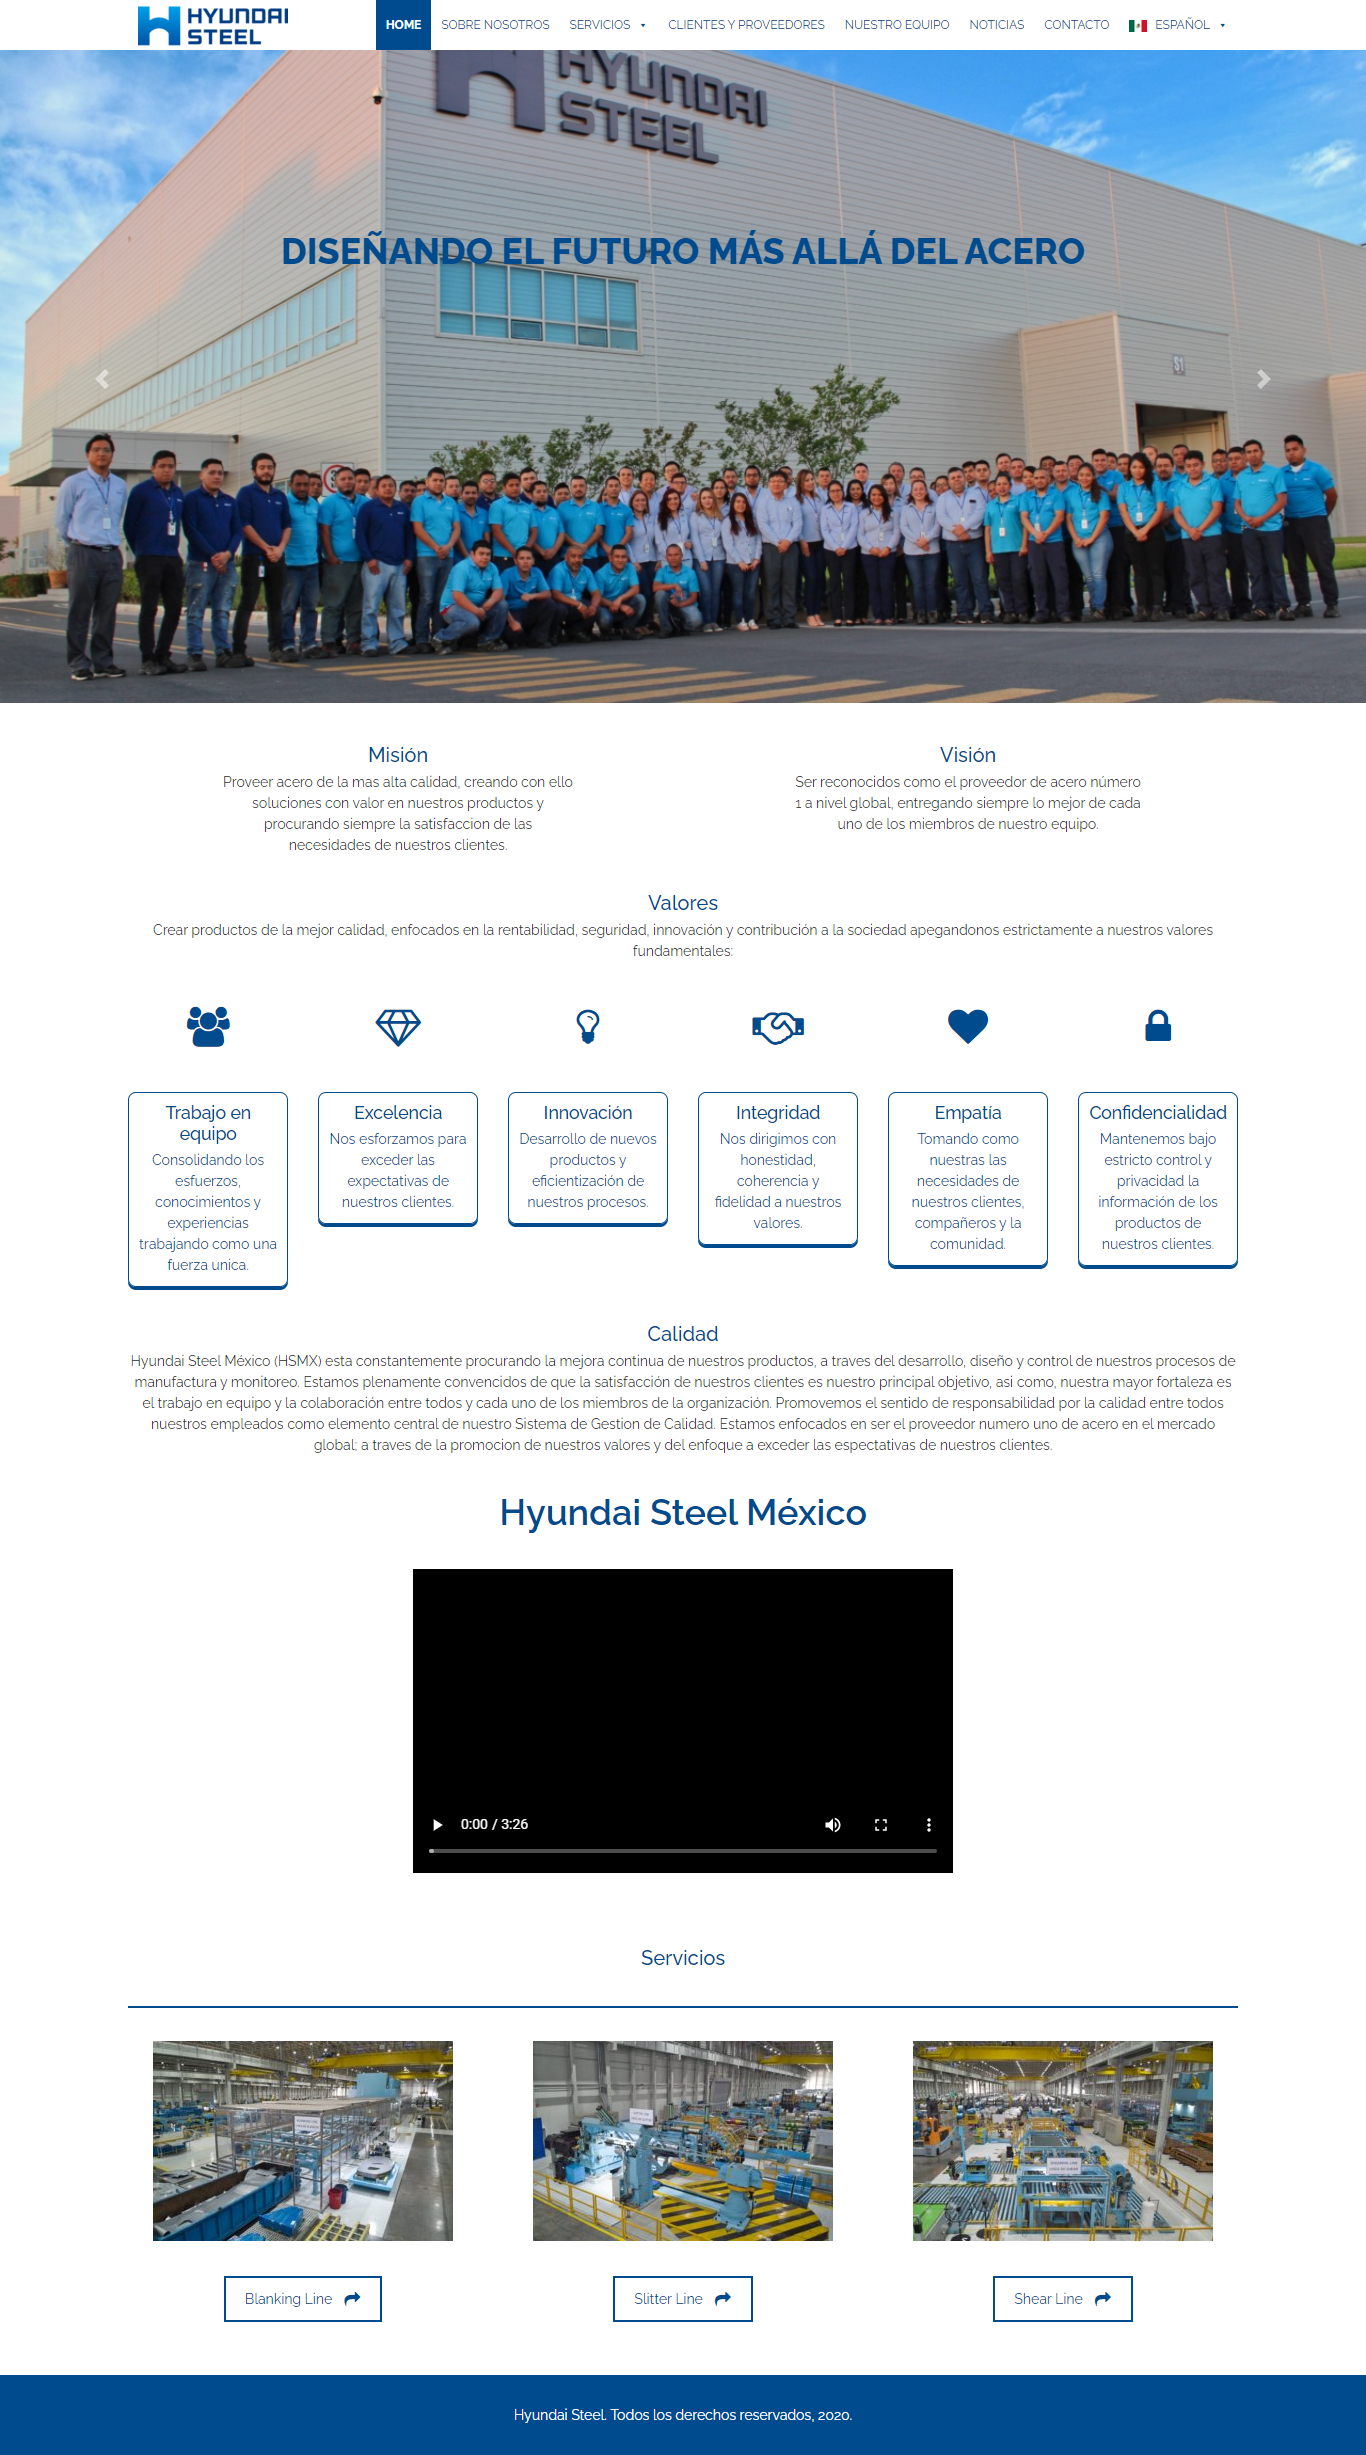 HYUNDAI
STEEL
HOME
SOBRE NOSOTROS
SERVICIOS
CLIENTES Y PROVEEDORES
NUESTRO EQUIPO
NOTICIAS
CONTACTO
ESPAÑOL
HYUNDAI
STEEL
DISEÑANDO EL FUTURO MÁS ALLÁ DEL ACERO
S1
Misión
Proveer acero de la mas alta calidad, creando con ello
soluciones con valor en nuestros productos y
procurando siempre la satisfaccion de las
necesidades de nuestros clientes.
Visión
Ser reconocidos como el proveedor de acero número
1 a nivel global, entregando siempre lo mejor de cada
uno de los miembros de nuestro equipo.
Valores
Crear productos de la mejor calidad, enfocados en la rentabilidad, seguridad, innovación y contribución a la sociedad apegandonos estrictamente a nuestros valores
fundamentales:
Trabajo en
equipo
Consolidando los
esfuerzos,
conocimientos y
experiencias
trabajando como una
fuerza unica.
Excelencia
Nos esforzamos para
exceder las
expectativas de
nuestros clientes.
Innovación
Desarrollo de nuevos
productos y
eficientización de
nuestros procesos.
Integridad
Nos dirigimos con
honestidad,
coherencia y
fidelidad a nuestros
valores.
Empatía
Tomando como
nuestras las
necesidades de
nuestros clientes,
compañeros y la
comunidad.
Confidencialidad
Mantenemos bajo
estricto control y
privacidad la
información de los
productos de
nuestros clientes.
Calidad
Hyundai Steel México (HSMX) esta constantemente procurando la mejora continua de nuestros productos, a traves del desarrollo, diseño y control de nuestros procesos de
manufactura y monitoreo. Estamos plenamente convencidos de que la satisfacción de nuestros clientes es nuestro principal objetivo, asi como, nuestra mayor fortaleza es
el trabajo en equipo y la colaboración entre todos y cada uno de los miembros de la organización. Promovemos el sentido de responsabilidad por la calidad entre todos
nuestros empleados como elemento central de nuestro Sistema de Gestion de Calidad. Estamos enfocados en ser el proveedor numero uno de acero en el mercado
global; a traves de la promocion de nuestros valores y del enfoque a exceder las espectativas de nuestros clientes.
Hyundai Steel México
0:00 / 3:26
Servicios
Blanking Line
Slitter Line
Shear Line
Hyundai Steel. Todos los derechos reservados, 2020.